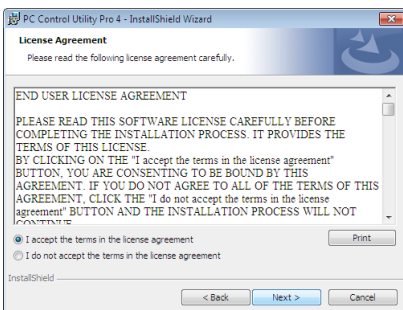 PC Control Utility Pro 4 - InstallShield Wizard
License Agreement
Please read the following license agreement carefully.
END USER LICENSE AGREEMENT
PLEASE READ THIS SOFTWARE LICENSE CAREFULLY BEFORE
COMPLETING THE INSTALLATION PROCESS. IT PROVIDES THE
TERMS OF THIS LICENSE.
BY CLICKING ON THE "I accept the terms in the license agreement"
BUTTON, YOU ARE CONSENTING TO BE BOUND BY THIS
AGREEMENT. IF YOU DO NOT AGREE TO ALL OF THE TERMS OF THIS
AGREEMENT, CLICK THE "I do not accept the terms in the license
agreement" BUTTON AND THE INSTALLATION PROCESS WILL NOT
CONTINUE
I accept the terms in the license agreement
Print
I do not accept the terms in the license agreement
InstallShield
< Back
Next >
Cancel